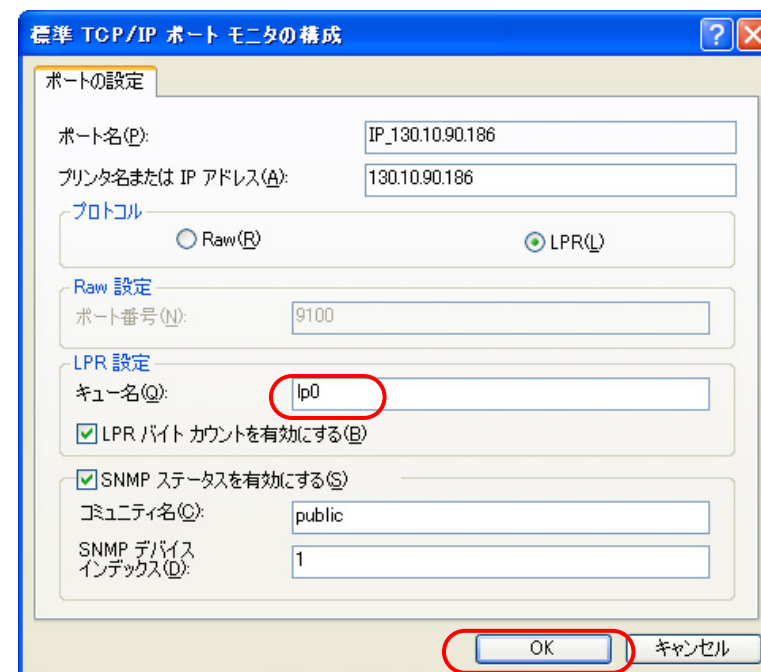 標準 TCP/IP ポート モニタの構成
ポートの設定
ポート名(P): IP_130.10.90.186
プリンタ名または IP アドレス(A): 130.10.90.186
プロトコル
Raw(R) LPR(L)
Raw 設定
ポート番号(N): 9100
LPR 設定
キュー名(Q): lp0
LPR バイト カウントを有効にする(B)
SNMP ステータスを有効にする(S)
コミュニティ名(C): public
SNMP デバイス
インデックス(D): 1
OK キャンセル